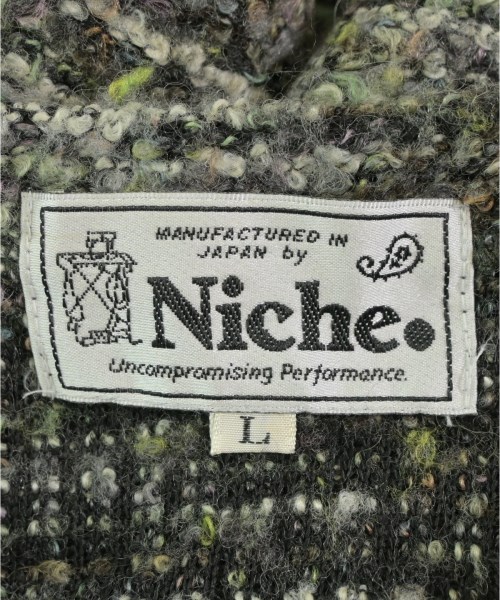 MANUFACTURED IN
JAPAN by
Niche.
Uncompromising Performance.
L